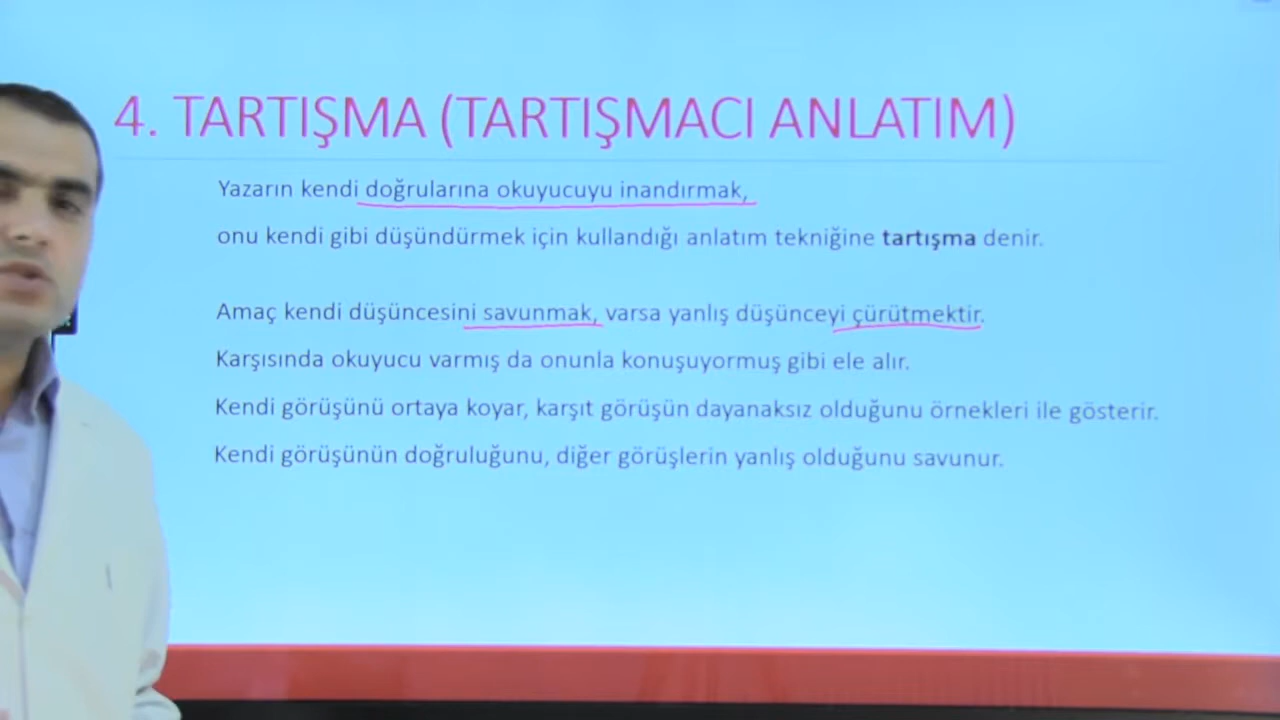 4. TARTIŞMA (TARTIŞMACI ANLATIM)
Yazarın kendi doğrularına okuyucuyu inandırmak,
onu kendi gibi düşündürmek için kullandığı anlatım tekniğine tartışma denir.
Amaç kendi düşüncesini savunmak, varsa yanlış düşünceyi çürütmektir.
Karşısında okuyucu varmış da onunla konuşuyormuş gibi ele alır.
Kendi görüşünü ortaya koyar, karşıt görüşün dayanaksız olduğunu örnekleri ile gösterir.
Kendi görüşünün doğruluğunu, diğer görüşlerin yanlış olduğunu savunur.